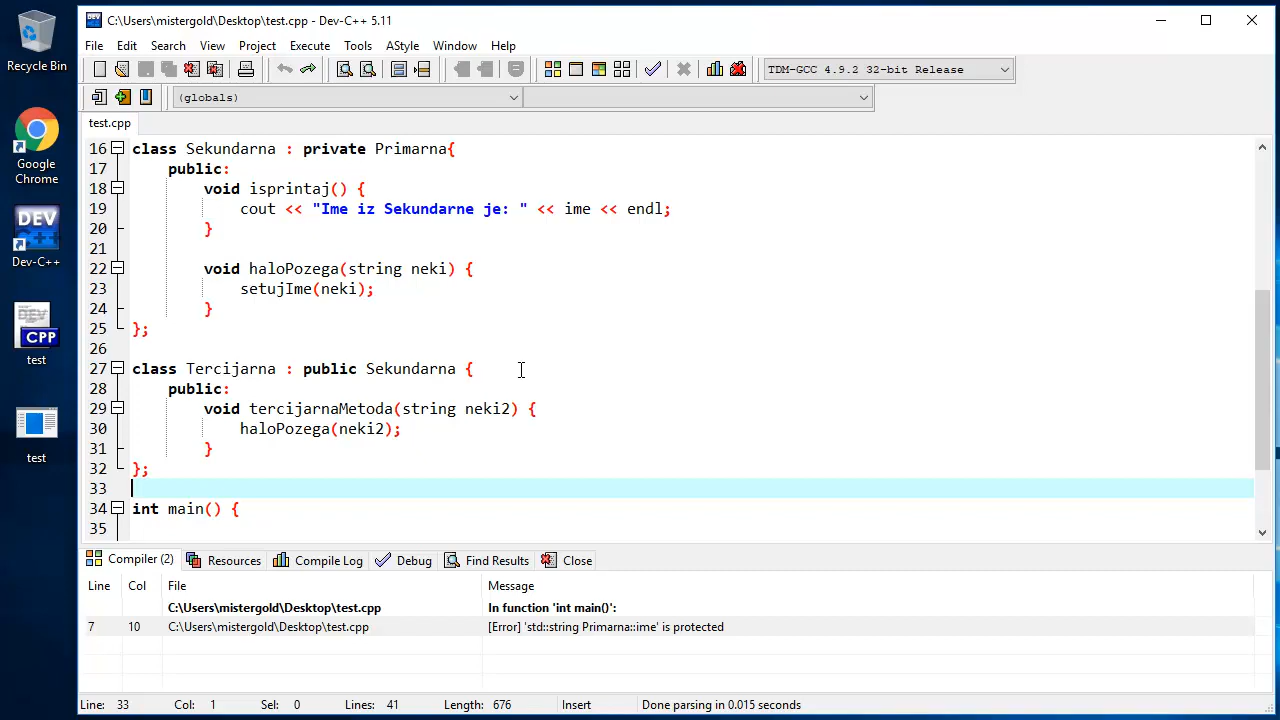 C:\Users\mistergold\Desktop\test.cpp - Dev-C++ 5.11
Recycle Bin
Google Chrome
DEV
Dev-C++
CPP
test
test
File Edit Search View Project Execute Tools AStyle Window Help
TDM-GCC 4.9.2 32-bit Release
(globals)
test.cpp
16 class Sekundarna : private Primarna{
17 public:
18 void isprintaj() {
19 cout << "Ime iz Sekundarne je: " << ime << endl;
20 }
21
22 void haloPozega(string neki) {
23 setujIme(neki);
24 }
25 };
26
27 class Tercijarna : public Sekundarna {
28 public:
29 void tercijarnaMetoda(string neki2) {
30 haloPozega(neki2);
31 }
32 };
33
34 int main() {
35
Compiler (2) Resources Compile Log Debug Find Results Close
Line Col File Message
C:\Users\mistergold\Desktop\test.cpp In function 'int main()':
7 10 C:\Users\mistergold\Desktop\test.cpp [Error] 'std::string Primarna::ime' is protected
Line: 33 Col: 1 Sel: 0 Lines: 41 Length: 676 Insert Done parsing in 0.015 seconds